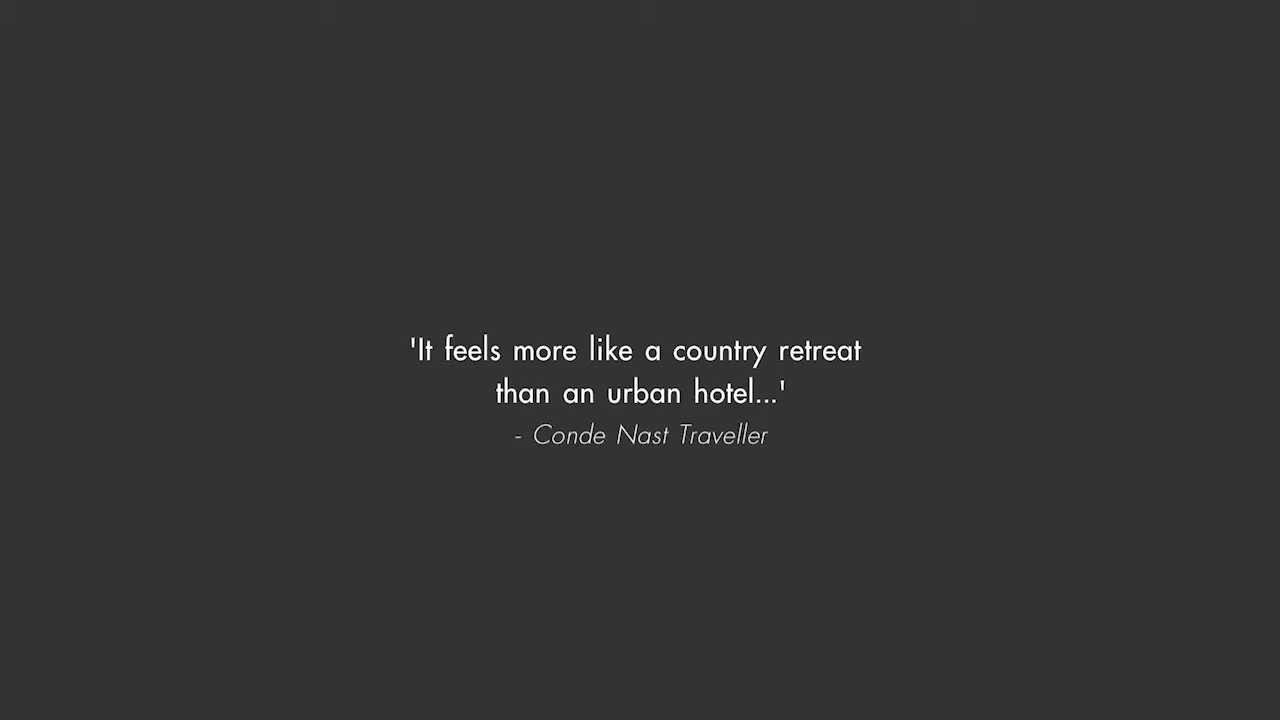 'It feels more like a country retreat
than an urban hotel...'
- Conde Nast Traveller